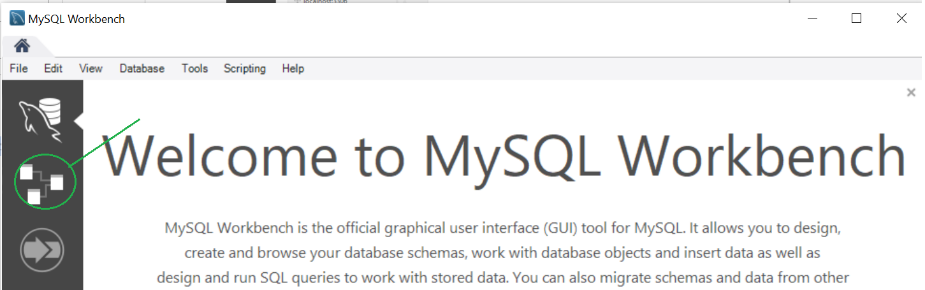 MySQL Workbench
File Edit View Database Tools Scripting Help
Welcome to MySQL Workbench
MySQL Workbench is the official graphical user interface (GUI) tool for MySQL. It allows you to design,
create and browse your database schemas, work with database objects and insert data as well as
design and run SQL queries to work with stored data. You can also migrate schemas and data from other